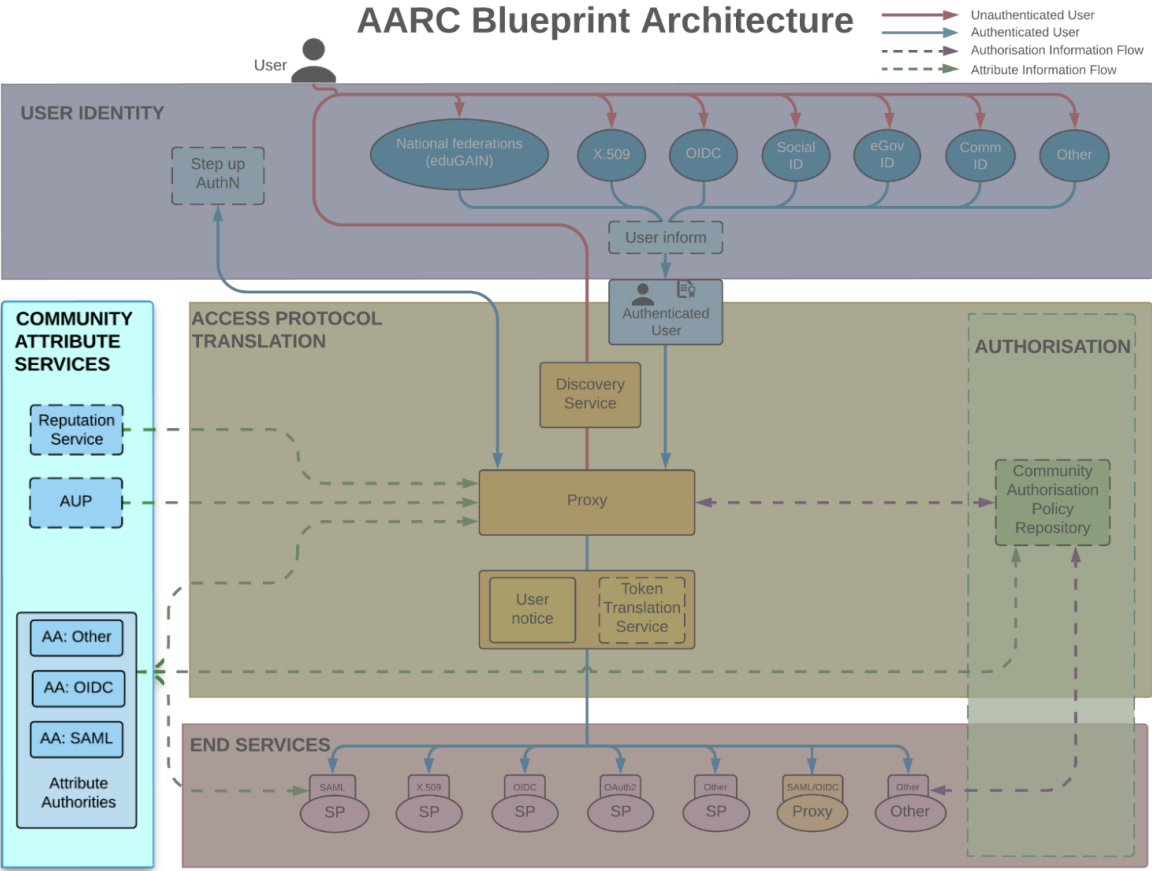 AARC Blueprint Architecture
Unauthenticated User
Authenticated User
Authorisation Information Flow
Attribute Information Flow
User
USER IDENTITY
Step up
AuthN
National federations
(eduGAIN)
X.509
OIDC
Social
ID
eGov
ID
Comm
ID
Other
User inform
Authenticated
User
COMMUNITY
ATTRIBUTE
SERVICES
Reputation
Service
AUP
AA: Other
AA: OIDC
AA: SAML
Attribute
Authorities
ACCESS PROTOCOL
TRANSLATION
Discovery
Service
Proxy
User
notice
Token
Translation
Service
AUTHORISATION
Community
Authorisation
Policy
Repository
END SERVICES
SAML
SP
X.509
SP
OIDC
SP
OAuth2
SP
Other
SP
SAML/OIDC
Proxy
Other
Other